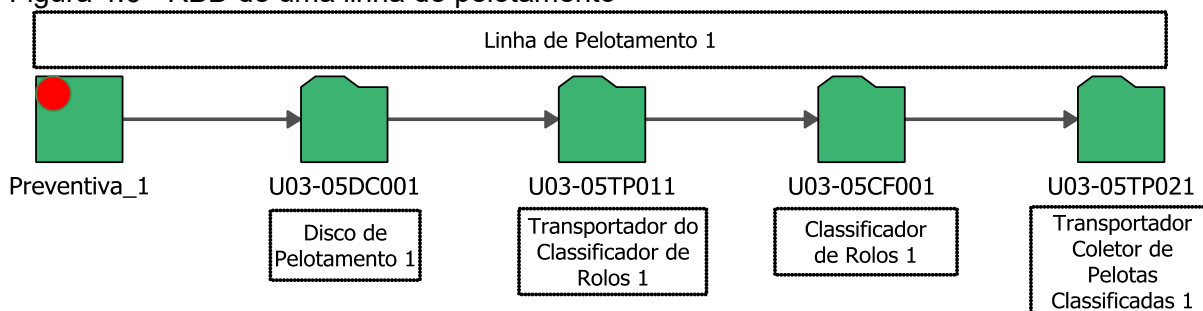 Figura 4.6 - RBD de uma linha de pelotamento
Linha de Pelotamento 1
Preventiva_1
U03-05DC001
U03-05TP011
U03-05CF001
U03-05TP021
Disco de
Pelotamento 1
Transportador do
Classificador de
Rolos 1
Classificador
de Rolos 1
Transportador
Coletor de
Pelotas
Classificadas 1